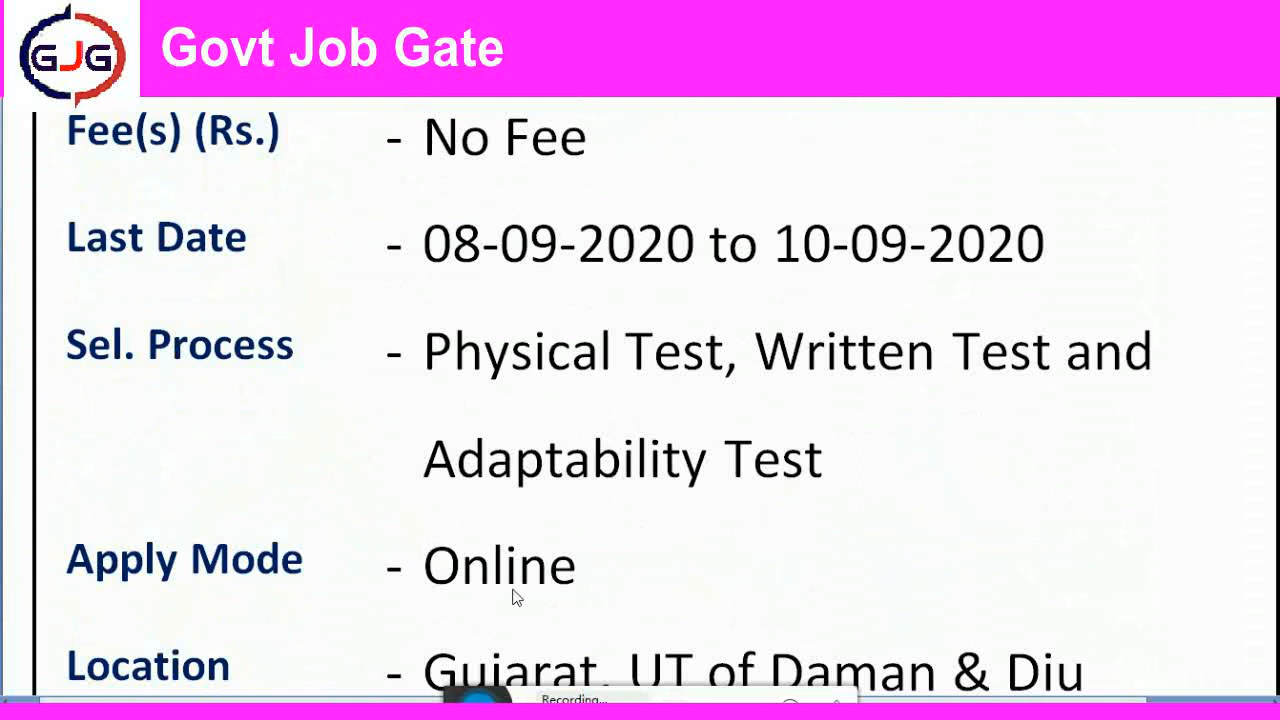 GJG
Govt Job Gate
Fee(s) (Rs.) - No Fee
Last Date - 08-09-2020 to 10-09-2020
Sel. Process - Physical Test, Written Test and
Adaptability Test
Apply Mode - Online
Location - Gujarat, UT of Daman & Diu
Recording...